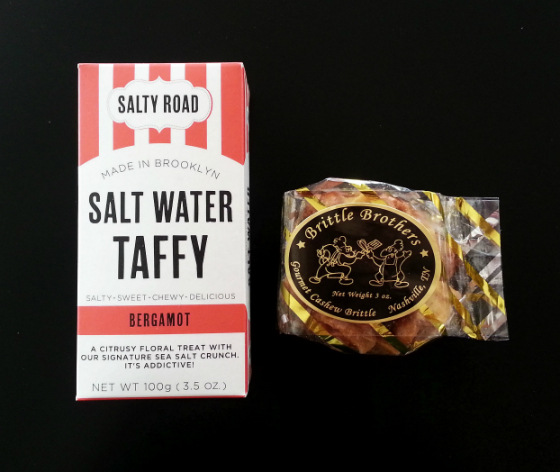 SALTY ROAD
MADE IN BROOKLYN
SALT WATER
TAFFY
SALTY-SWEET-CHEWY-DELICIOUS
BERGAMOT
A CITRUSY FLORAL TREAT WITH
OUR SIGNATURE SEA SALT CRUNCH.
IT'S ADDICTIVE!
NET WT 100g (3.5 OZ.)
Brittle Brothers
Net Weight 3 oz.
Gourmet Cashew Brittle Nashville, TN